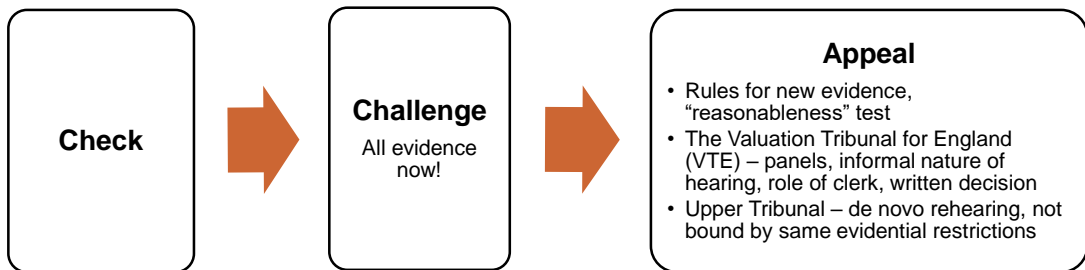 Check
Challenge
All evidence
now!
Appeal
• Rules for new evidence,
“reasonableness” test
• The Valuation Tribunal for England
(VTE) – panels, informal nature of
hearing, role of clerk, written decision
• Upper Tribunal – de novo rehearing, not
bound by same evidential restrictions